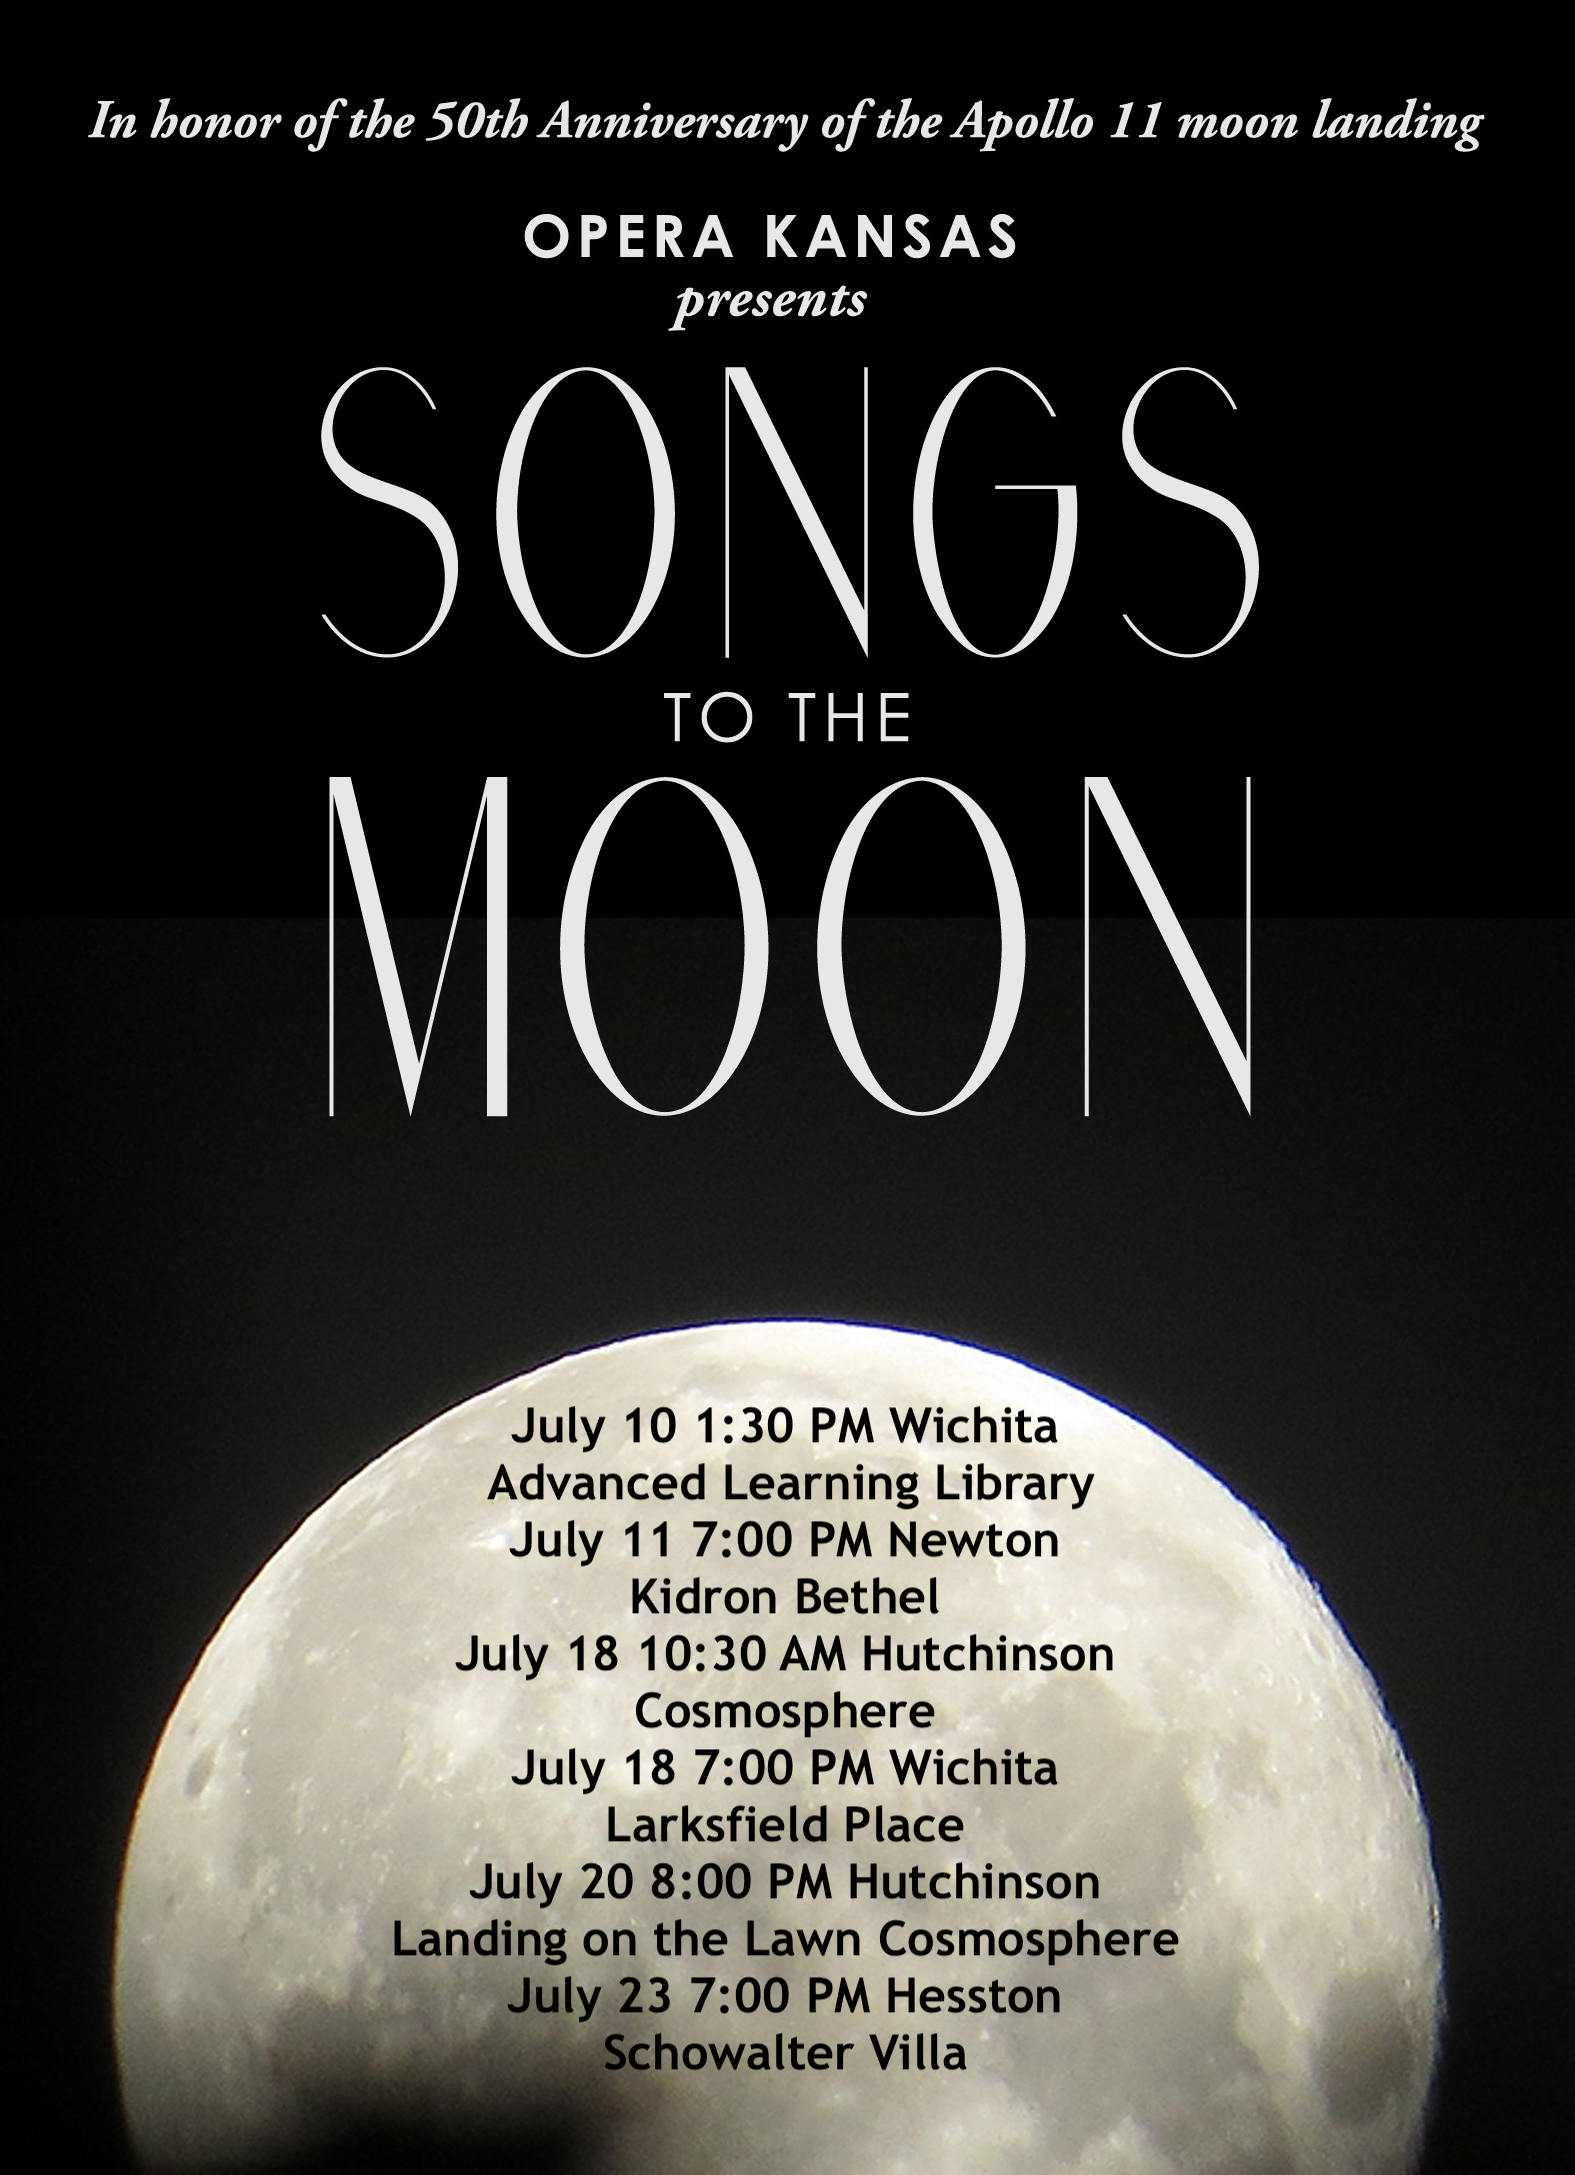 In honor of the 50th Anniversary of the Apollo 11 moon landing
OPERA KANSAS
presents
SONGS
TO THE
MOON
July 10 1:30 PM Wichita
Advanced Learning Library
July 11 7:00 PM Newton
Kidron Bethel
July 18 10:30 AM Hutchinson
Cosmosphere
July 18 7:00 PM Wichita
Larksfield Place
July 20 8:00 PM Hutchinson
Landing on the Lawn Cosmosphere
July 23 7:00 PM Hesston
Schowalter Villa